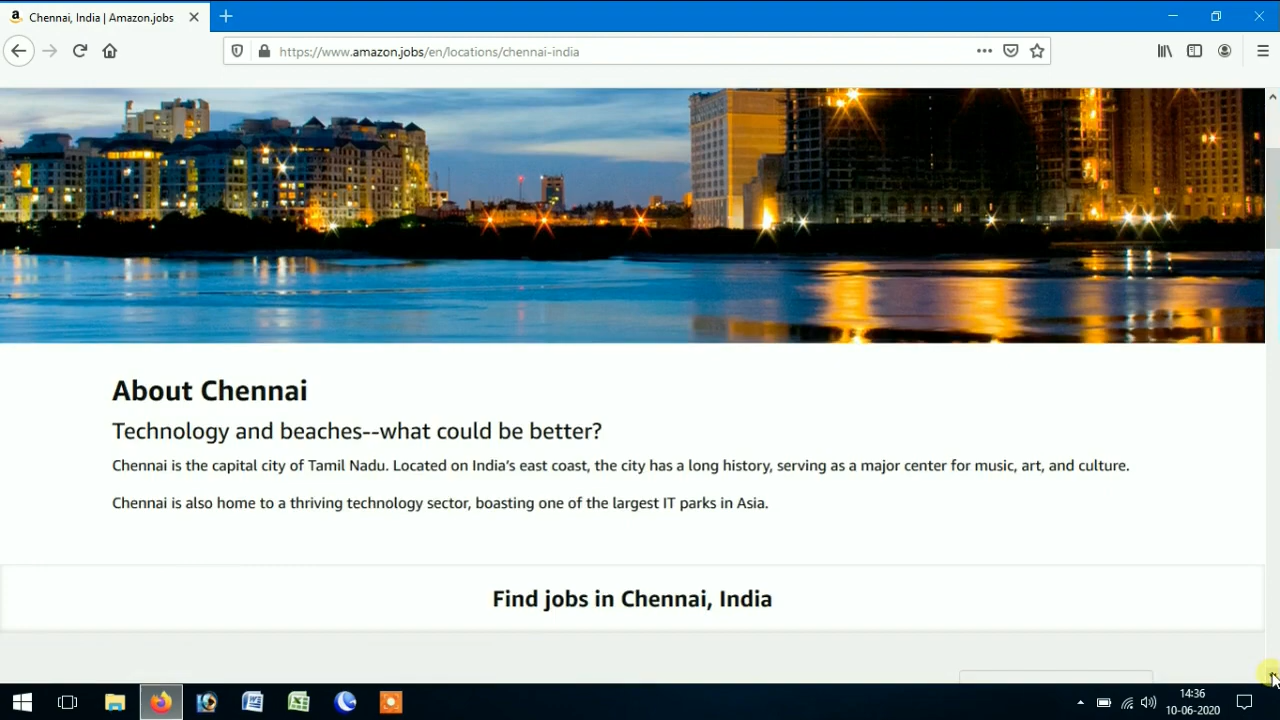 Chennai, India | Amazon.jobs
https://www.amazon.jobs/en/locations/chennai-india
About Chennai
Technology and beaches--what could be better?
Chennai is the capital city of Tamil Nadu. Located on India's east coast, the city has a long history, serving as a major center for music, art, and culture.
Chennai is also home to a thriving technology sector, boasting one of the largest IT parks in Asia.
Find jobs in Chennai, India
14:36
10-06-2020